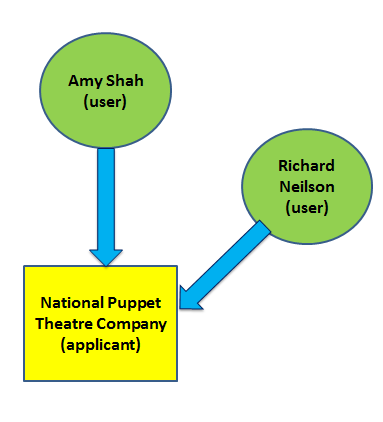 Amy Shah
(user)
Richard
Neilson
(user)
National Puppet
Theatre Company
(applicant)